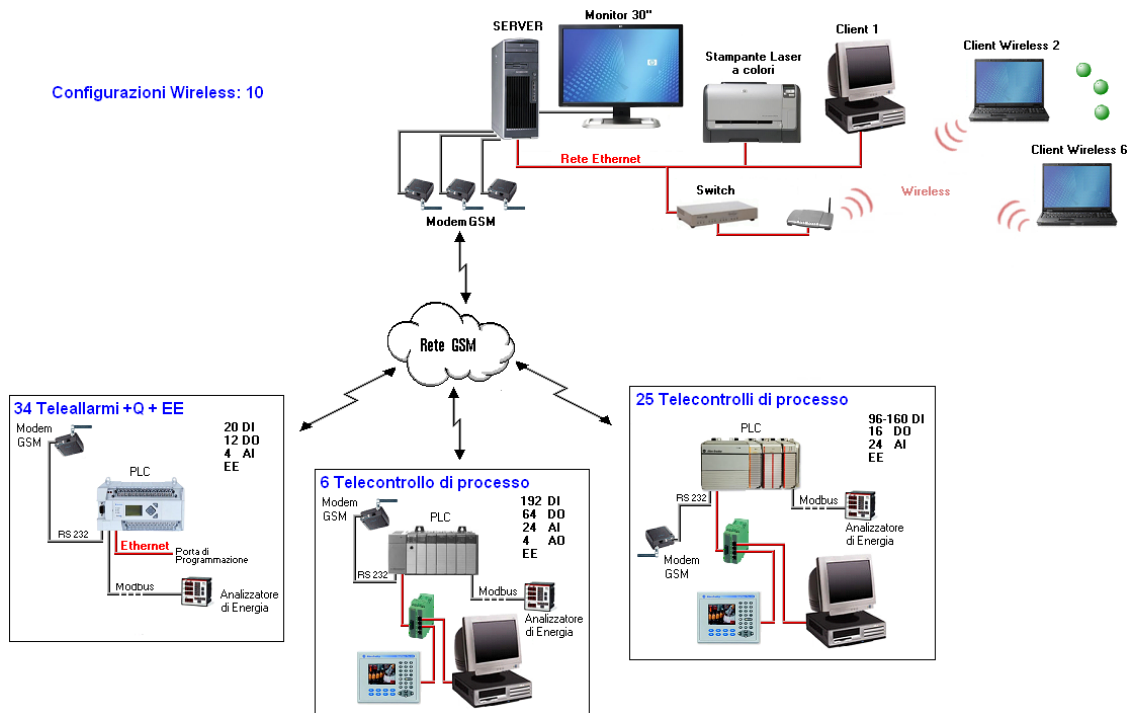 SERVER
Monitor 30"
Client 1
Stampante Laser
a colori
Client Wireless 2
Configurazioni Wireless: 10
Rete Ethernet
Client Wireless 6
Switch
Wireless
Modem GSM
Rete GSM
34 Teleallarmi +Q + EE
Modem
GSM
20 DI
12 DO
4 AI
EE
PLC
RS 232
Ethernet
Porta di
Programmazione
Modbus
Analizzatore
di Energia
6 Telecontrollo di processo
Modem
GSM
192 DI
64 DO
24 AI
4 AO
EE
PLC
RS 232
Modbus
Analizzatore
di Energia
25 Telecontrolli di processo
96-160 DI
16 DO
24 AI
EE
PLC
RS 232
Modbus
Analizzatore
di Energia
Modem
GSM